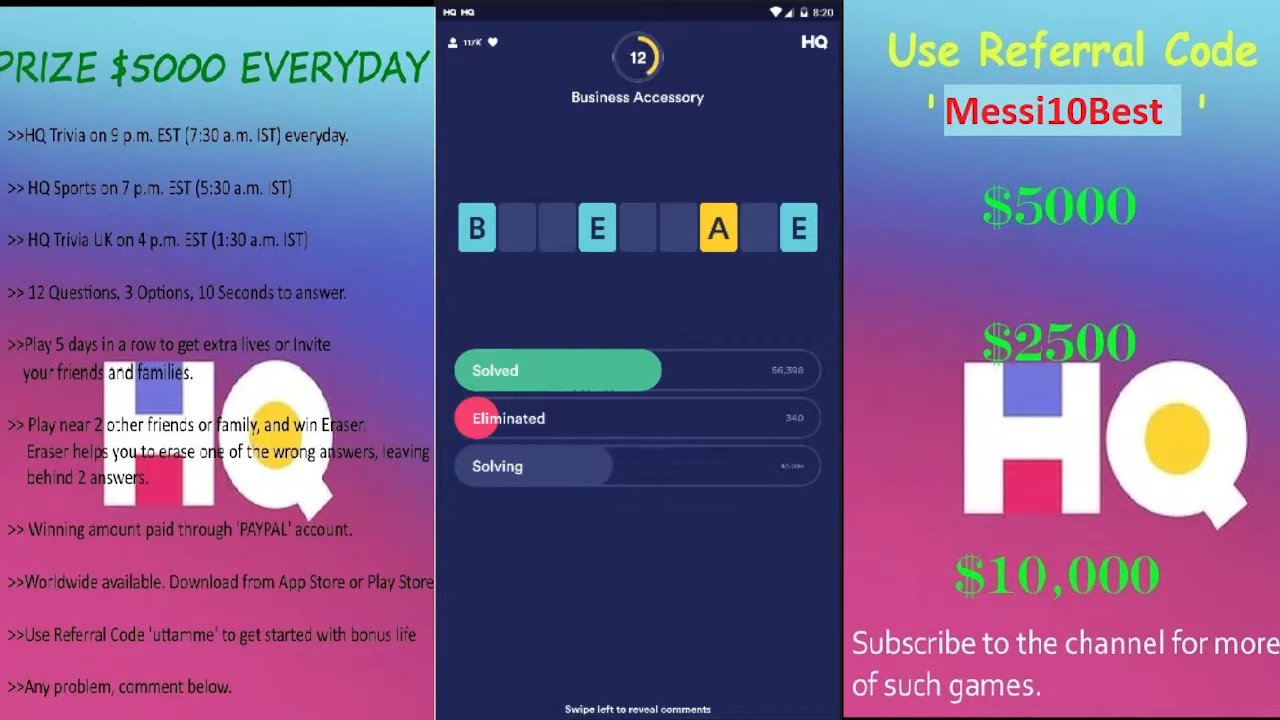 PRIZE $5000 EVERYDAY
>>HQ Trivia on 9 p.m. EST (7:30 a.m. IST) everyday.
>> HQ Sports on 7 p.m. EST (5:30 a.m. IST)
>> HQ Trivia UK on 4 p.m. EST (1:30 a.m. IST)
>> 12 Questions, 3 Options, 10 Seconds to answer.
>>Play 5 days in a row to get extra lives or Invite
your friends and families.
>> Play near 2 other friends or family, and win Eraser.
Eraser helps you to erase one of the wrong answers, leaving
behind 2 answers.
>> Winning amount paid through 'PAYPAL' account.
>>Worldwide available. Download from App Store or Play Store
>>Use Referral Code 'uttamme' to get started with bonus life
>>Any problem, comment below.
HQ
HQ HQ
8:20
117K
12
HQ
Business Accessory
B E A E
Solved 56,398
Eliminated 340
Solving
Swipe left to reveal comments
Use Referral Code
' Messi10Best '
$5000
$2500
HQ
$10,000
Subscribe to the channel for more
of such games.